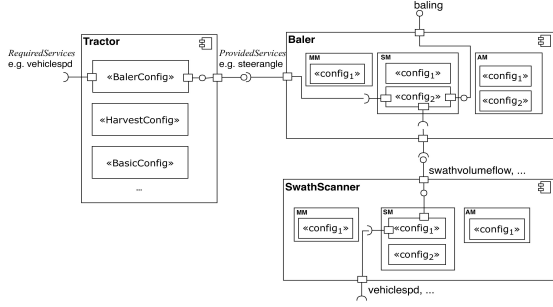 baling
Tractor
RequiredServices
e.g. vehiclespd
«BalerConfig»
«HarvestConfig»
«BasicConfig»
...
ProvidedServices
e.g. steerangle
Baler
MM
«config1»
SM
«config1»
«config2»
AM
«config1»
«config2»
swathvolumeflow, ...
SwathScanner
MM
«config1»
SM
«config1»
«config2»
AM
«config1»
vehiclespd, ...